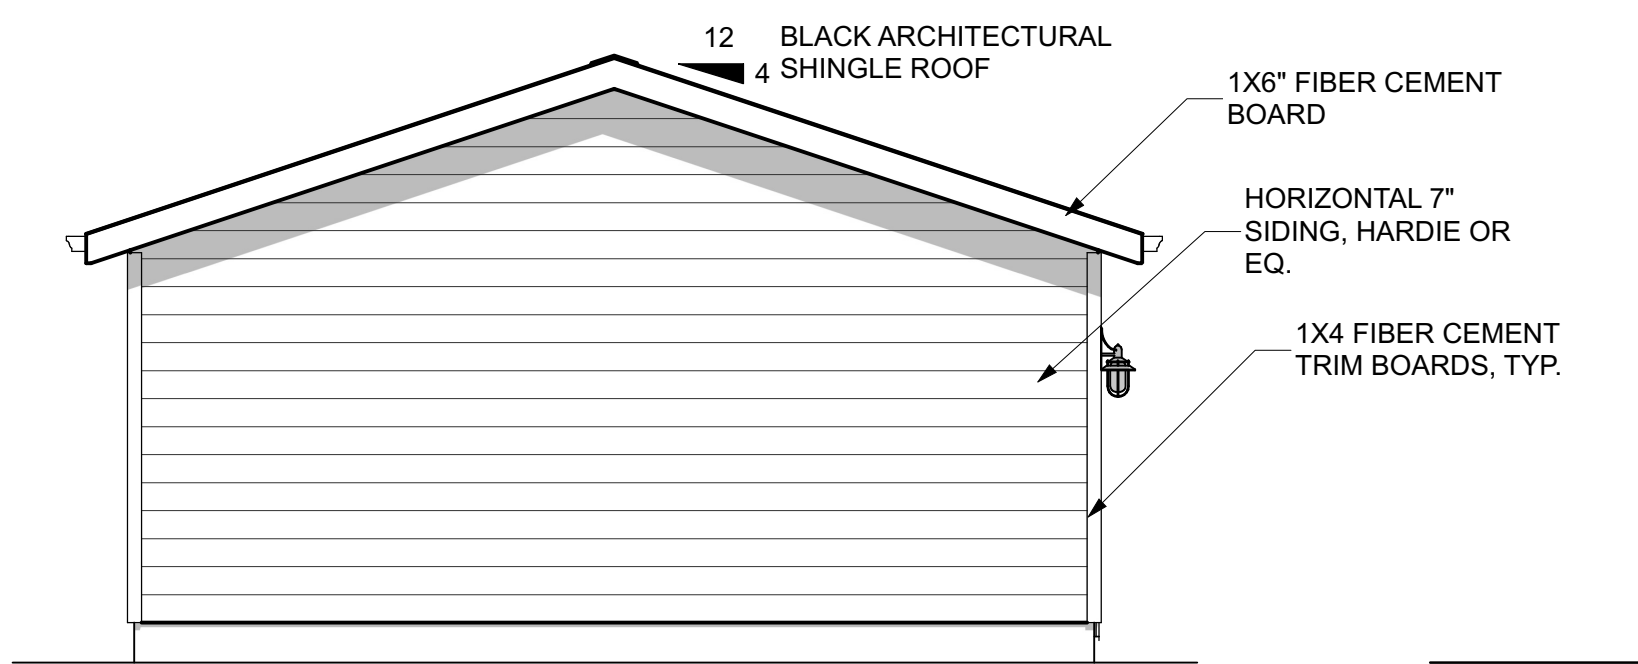 12
4
BLACK ARCHITECTURAL
SHINGLE ROOF
1X6" FIBER CEMENT
BOARD
HORIZONTAL 7"
SIDING, HARDIE OR
EQ.
1X4 FIBER CEMENT
TRIM BOARDS, TYP.